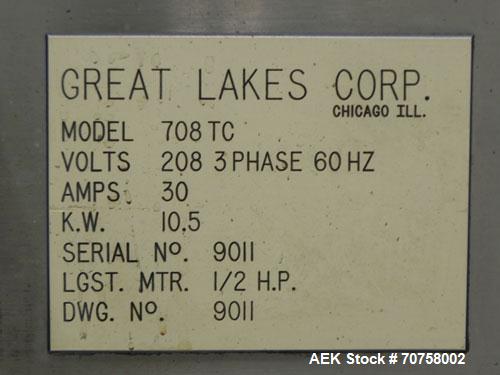 GREAT LAKES CORP.
CHICAGO ILL.
MODEL 708 TC
VOLTS 208 3 PHASE 60 HZ
AMPS. 30
K.W. 10.5
SERIAL NO. 9011
LGST. MTR. 1/2 H.P.
DWG. NO. 9011
AEK Stock # 70758002